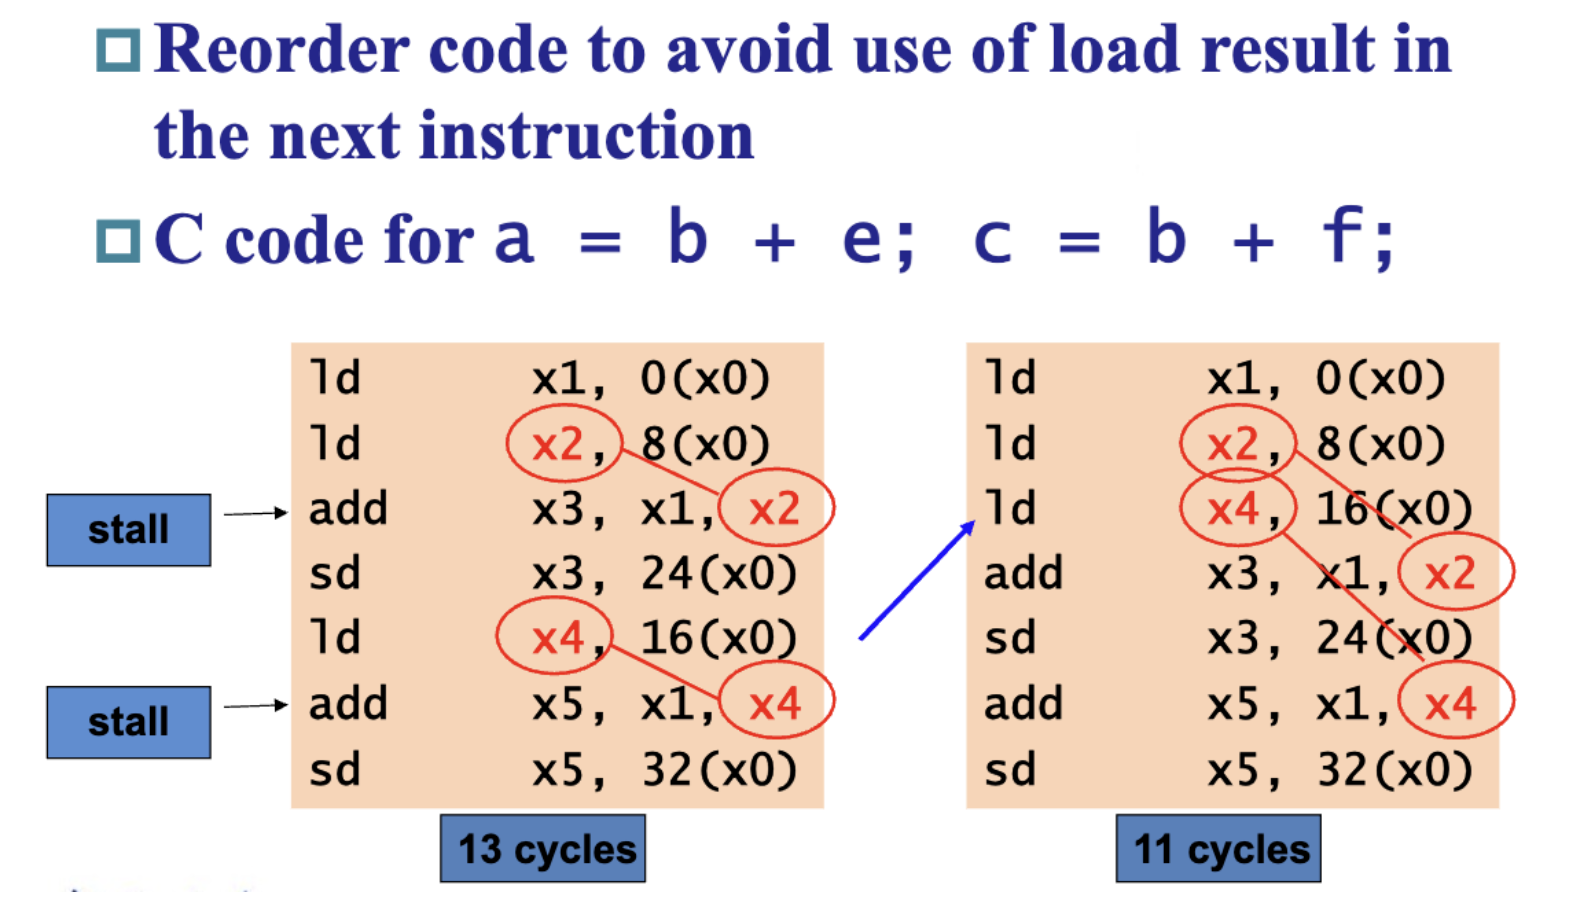 Reorder code to avoid use of load result in
the next instruction
C code for a = b + e; c = b + f;
ld x1, 0(x0)
ld x2, 8(x0)
stall add x3, x1, x2
sd x3, 24(x0)
ld x4, 16(x0)
stall add x5, x1, x4
sd x5, 32(x0)
13 cycles
ld x1, 0(x0)
ld x2, 8(x0)
ld x4, 16(x0)
add x3, x1, x2
sd x3, 24(x0)
add x5, x1, x4
sd x5, 32(x0)
11 cycles